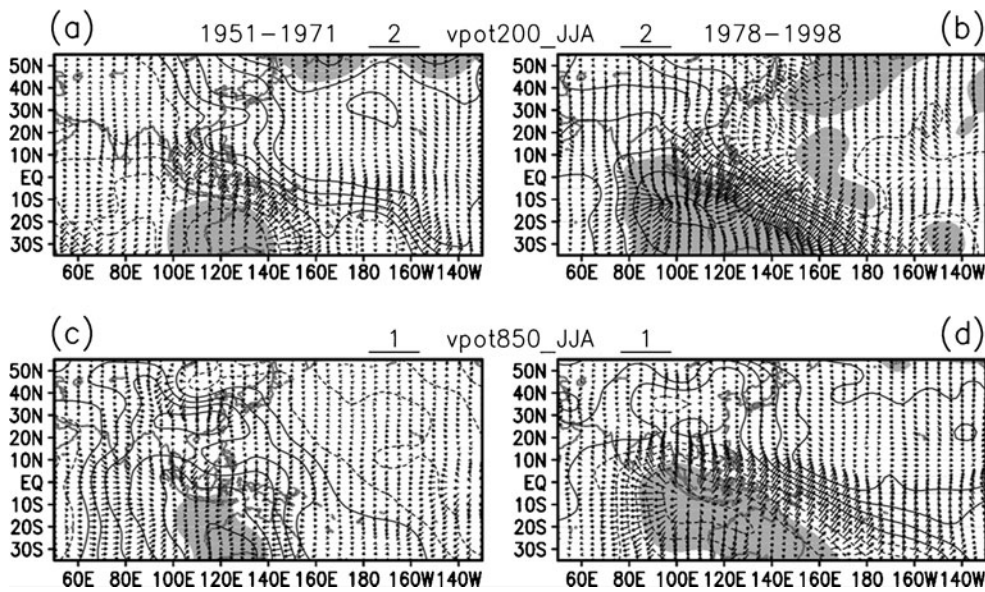 (a) 1951-1971 2 vpot200_JJA 2 1978-1998 (b)
50N 50N
40N 40N
30N 30N
20N 20N
10N 10N
EQ EQ
10S 10S
20S 20S
30S 30S
60E 80E 100E 120E 140E 160E 180 160W 140W 60E 80E 100E 120E 140E 160E 180 160W 140W
(c) 1 vpot850_JJA 1 (d)
50N 50N
40N 40N
30N 30N
20N 20N
10N 10N
EQ EQ
10S 10S
20S 20S
30S 30S
60E 80E 100E 120E 140E 160E 180 160W 140W 60E 80E 100E 120E 140E 160E 180 160W 140W